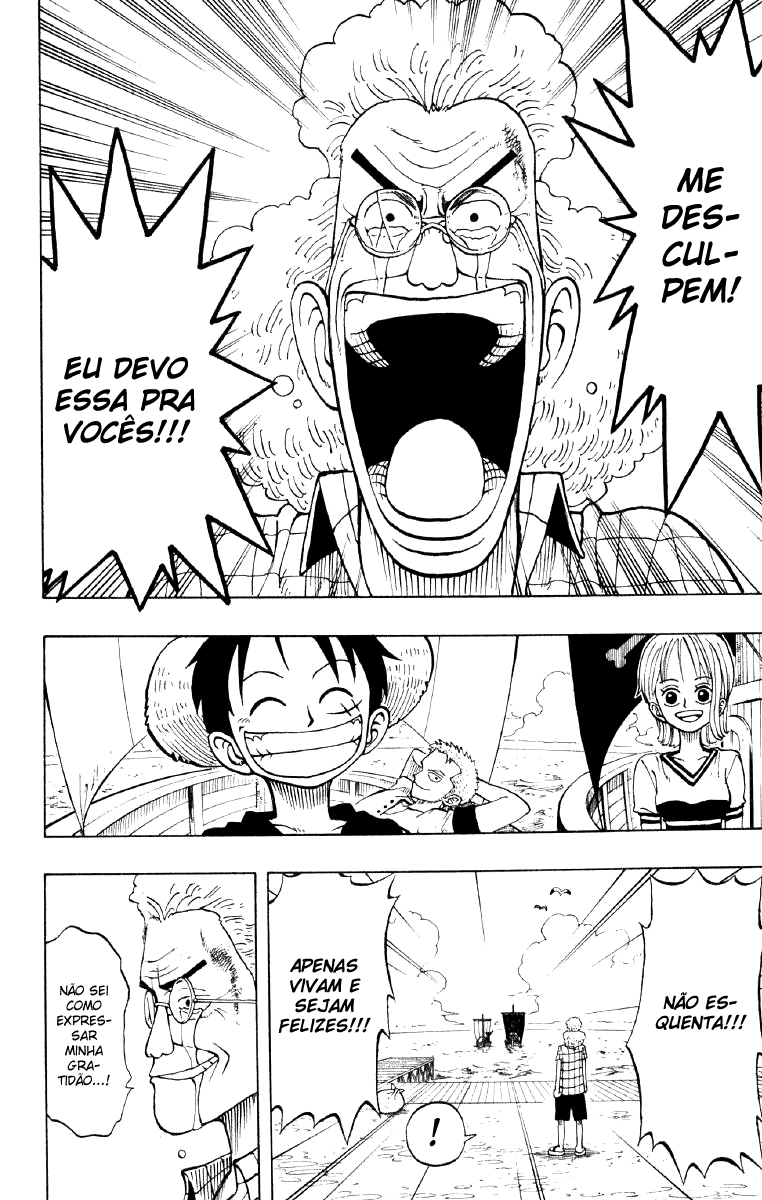 ME
DES-
CUL-
PEM!
EU DEVO
ESSA PRA
VOCÊS!!!
NÃO ES-
QUENTA!!!
APENAS
VIVAM E
SEJAM
FELIZES!!!
!
NÃO SEI
COMO
EXPRES-
SAR
MINHA
GRA-
TIDÃO...!